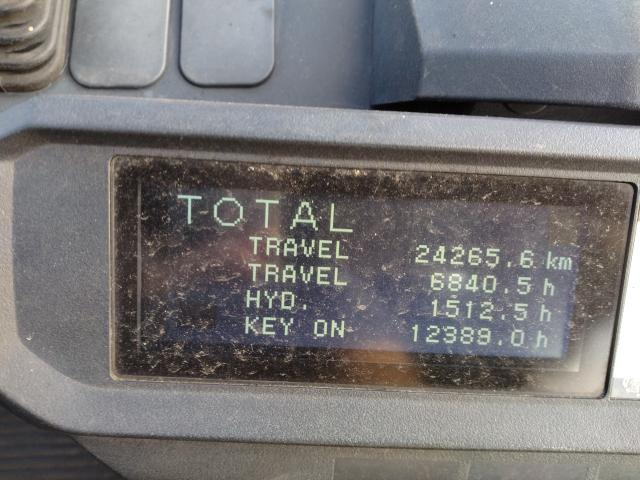 TOTAL
TRAVEL 24265.6 km
TRAVEL 6840.5 h
HYD. 1512.5 h
KEY ON 12389.0 h